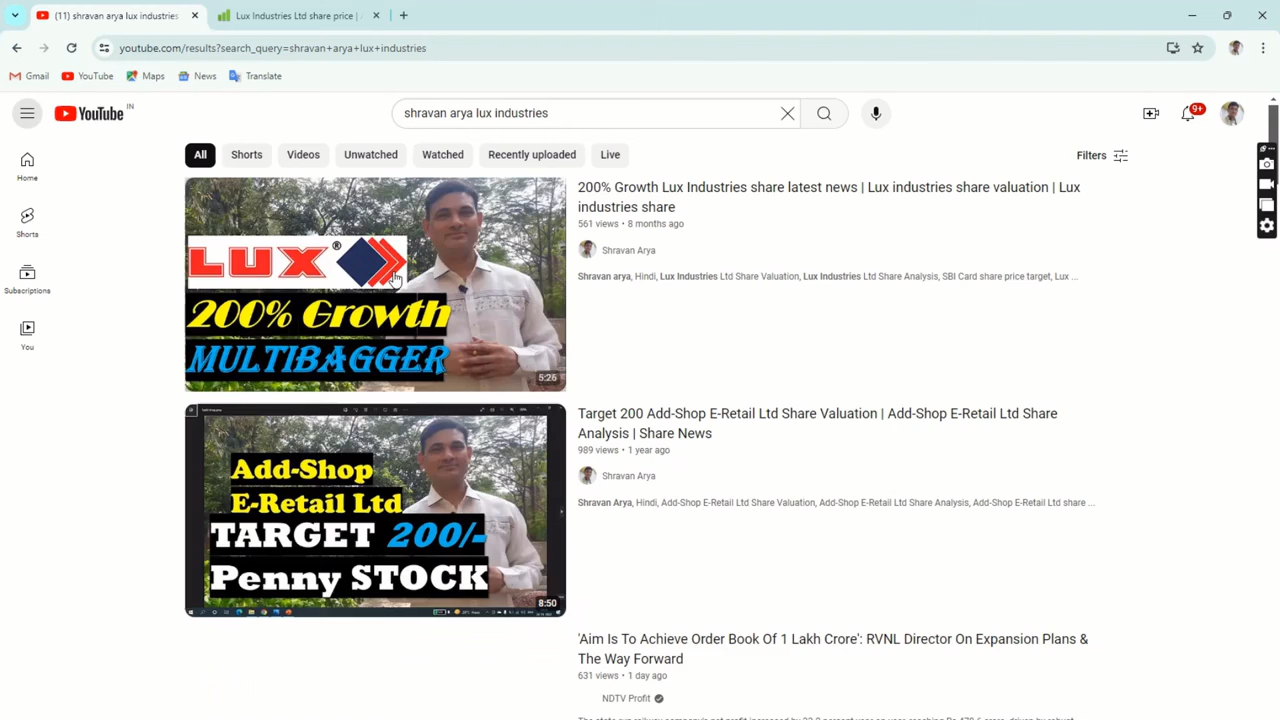 (11) shravan arya lux industries
Lux Industries Ltd share price |
youtube.com/results?search_query=shravan+arya+lux+industries
Gmail
YouTube
Maps
News
Translate
YouTube IN
shravan arya lux industries
9+
Home
Shorts
Subscriptions
You
All
Shorts
Videos
Unwatched
Watched
Recently uploaded
Live
Filters
LUX®
200% Growth
MULTIBAGGER
5:26
200% Growth Lux Industries share latest news | Lux industries share valuation | Lux
industries share
561 views • 8 months ago
Shravan Arya
Shravan arya, Hindi, Lux Industries Ltd Share Valuation, Lux Industries Ltd Share Analysis, SBI Card share price target, Lux ...
Add-Shop
E-Retail Ltd
TARGET 200/-
Penny STOCK
8:50
Target 200 Add-Shop E-Retail Ltd Share Valuation | Add-Shop E-Retail Ltd Share
Analysis | Share News
989 views • 1 year ago
Shravan Arya
Shravan Arya, Hindi, Add-Shop E-Retail Ltd Share Valuation, Add-Shop E-Retail Ltd Share Analysis, Add-Shop E-Retail Ltd share ...
'Aim Is To Achieve Order Book Of 1 Lakh Crore': RVNL Director On Expansion Plans &
The Way Forward
631 views • 1 day ago
NDTV Profit